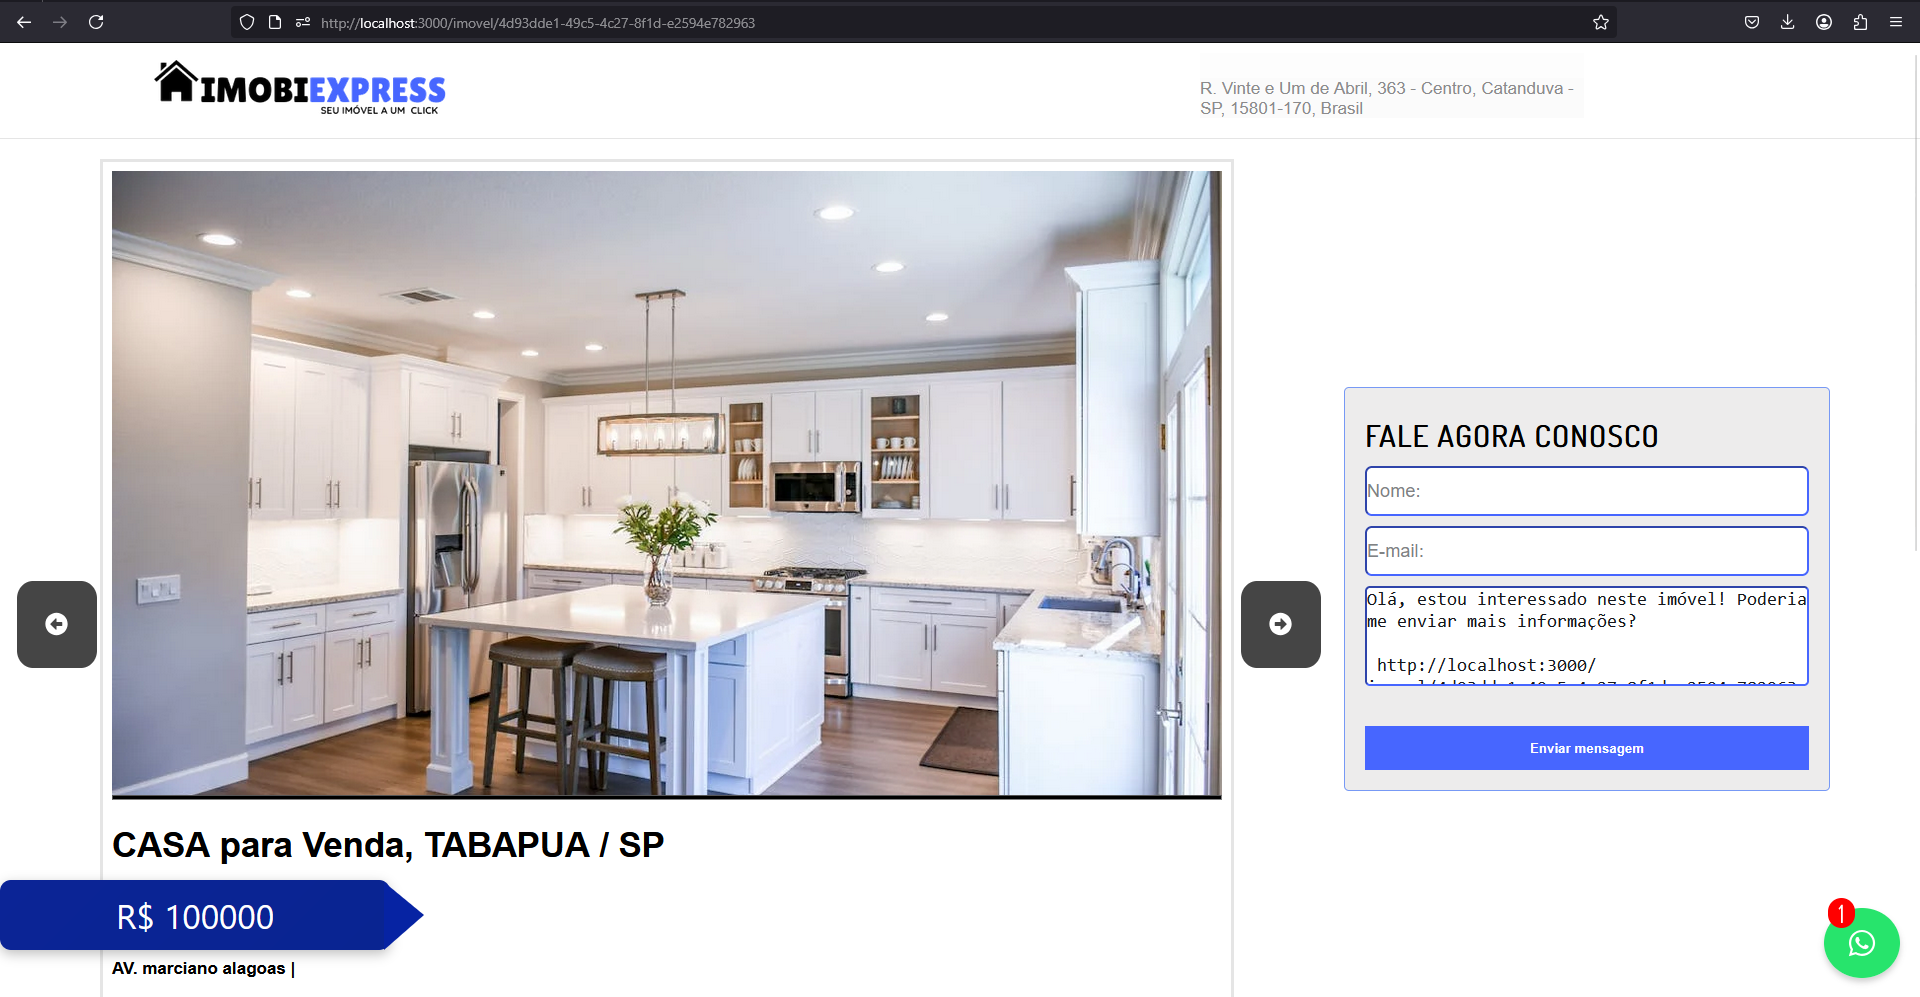 http://localhost:3000/imovel/4d93dde1-49c5-4c27-8f1d-e2594e782963
IMOBIEXPRESS
SEU IMÓVEL A UM CLICK
R. Vinte e Um de Abril, 363 - Centro, Catanduva -
SP, 15801-170, Brasil
FALE AGORA CONOSCO
Nome:
E-mail:
Olá, estou interessado neste imóvel! Poderia
me enviar mais informações?
http://localhost:3000/
Enviar mensagem
CASA para Venda, TABAPUA / SP
R$ 100000
AV. marciano alagoas |
1